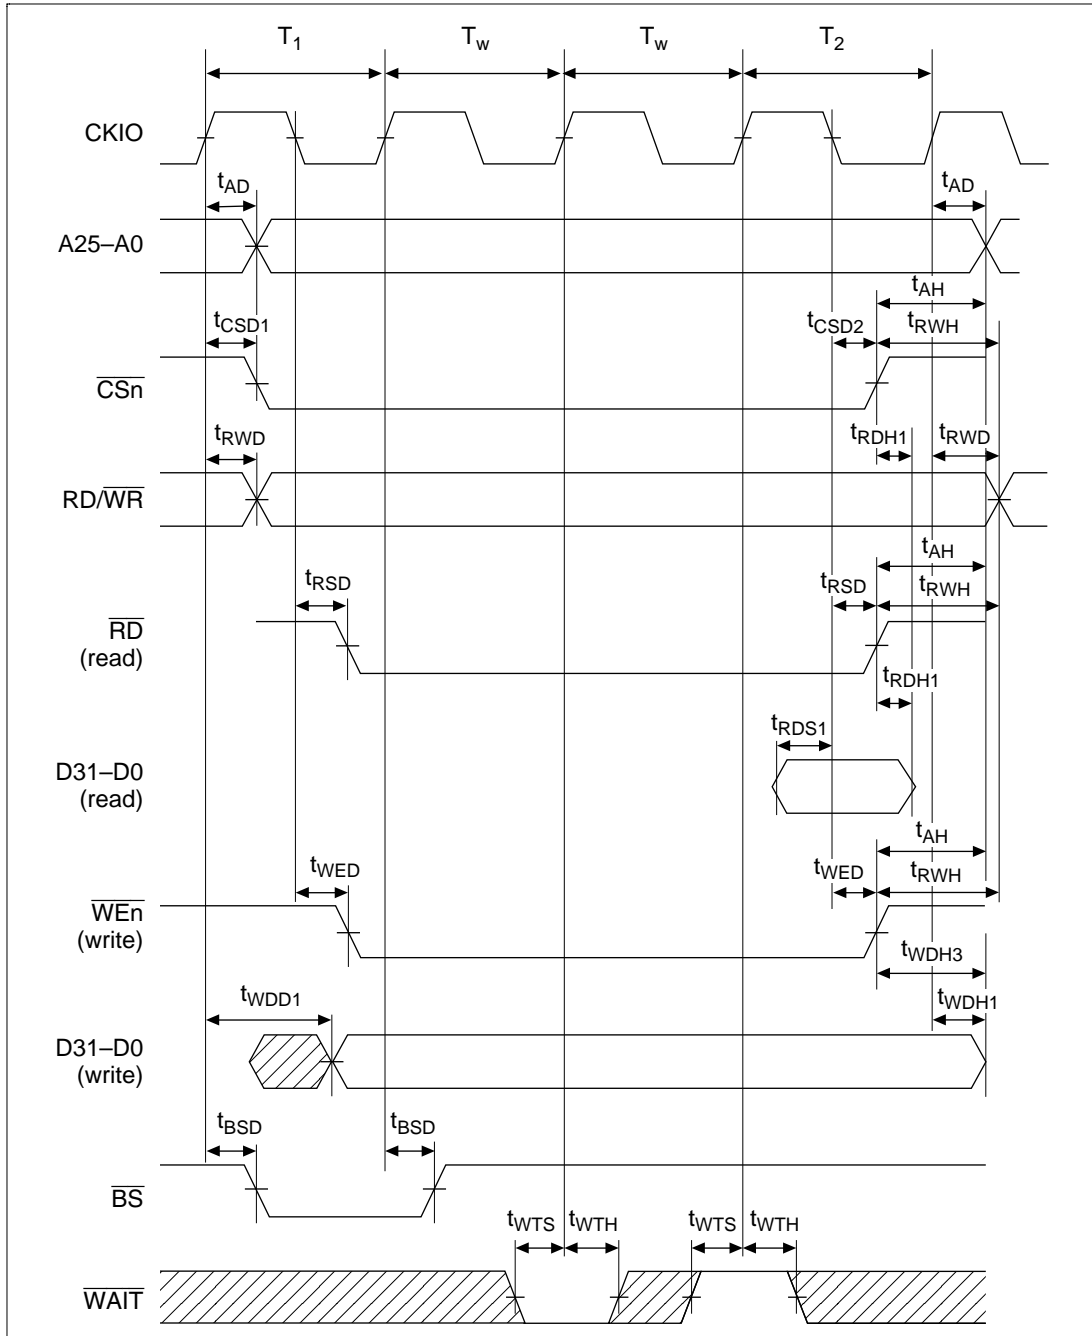 T1 Tw Tw T2
CKIO
tAD tAD
A25–A0
tAH
tCSD1 tCSD2 tRWH
CSn
tRWD tRDH1 tRWD
RD/WR
tAH
tRSD tRSD tRWH
RD
(read)
tRDH1
tRDS1
D31–D0
(read)
tAH
tWED tWED tRWH
WEn
(write)
tWDH3
tWDD1 tWDH1
D31–D0
(write)
tBSD tBSD
BS
tWTS tWTH tWTS tWTH
WAIT